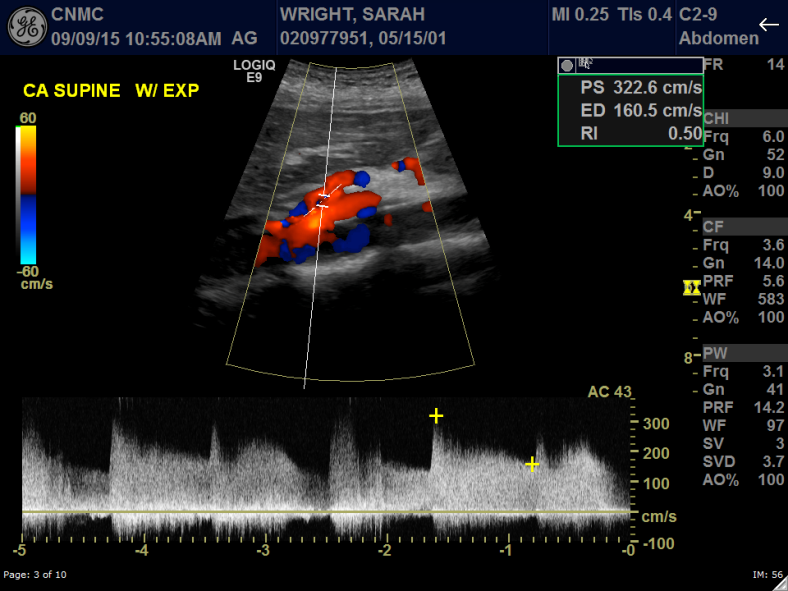 GE
CNMC
09/09/15 10:55:08AM AG
WRIGHT, SARAH
020977951, 05/15/01
MI 0.25 TIs 0.4
C2-9
Abdomen
CA SUPINE W/ EXP
LOGIQ
E9
60
-60
cm/s
PS 322.6 cm/s
ED 160.5 cm/s
RI 0.50
4
8
FR 14
CHI
Frq 6.0
Gn 52
D 9.0
AO% 100
CF
Frq 3.6
Gn 14.0
PRF 5.6
WF 583
AO% 100
PW
Frq 3.1
Gn 41
PRF 14.2
WF 97
SV 3
SVD 3.7
AO% 100
AC 43
300
200
100
cm/s
-100
-5 -4 -3 -2 -1 -0
Page: 3 of 10
IM: 56